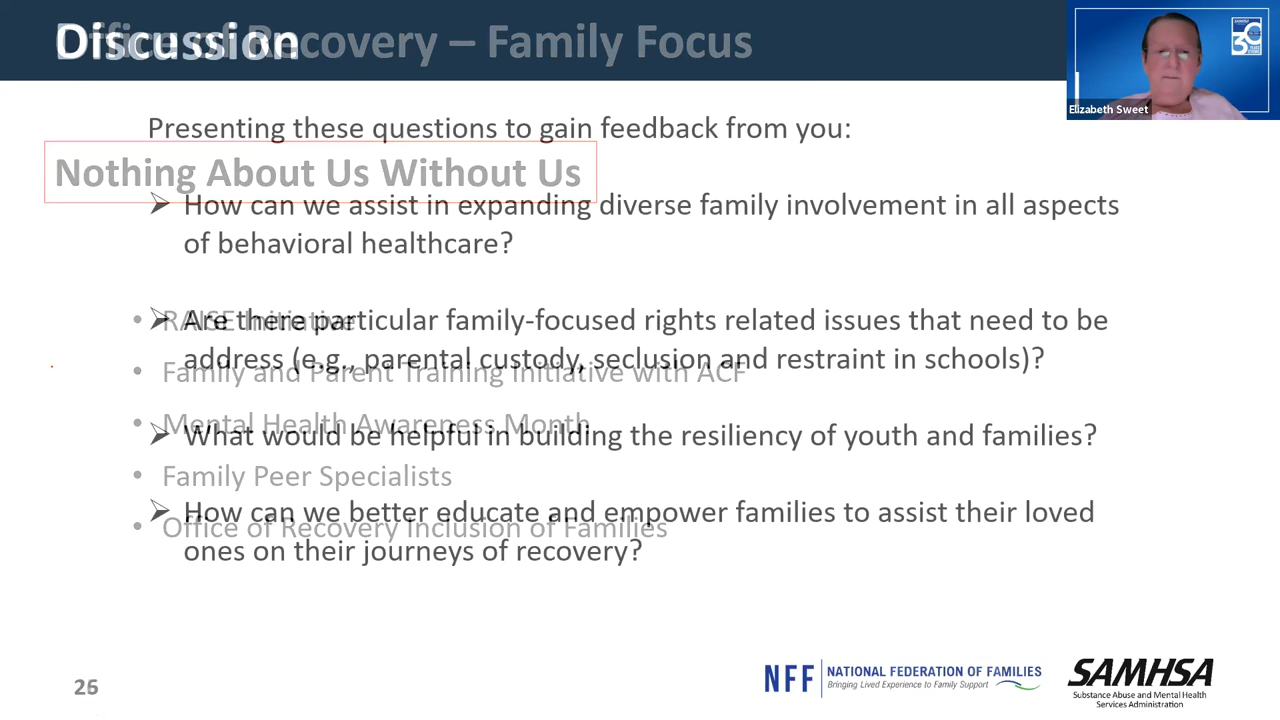 Discussion
Office of Recovery – Family Focus
Elizabeth Sweet
SAMHSA
30
YEARS
Presenting these questions to gain feedback from you:
Nothing About Us Without Us
➢ How can we assist in expanding diverse family involvement in all aspects
of behavioral healthcare?
• RAISE Initiative
➢ Are there particular family-focused rights related issues that need to be
address (e.g., parental custody, seclusion and restraint in schools)?
• Family and Parent Training Initiative with ACF
• Mental Health Awareness Month
➢ What would be helpful in building the resiliency of youth and families?
• Family Peer Specialists
➢ How can we better educate and empower families to assist their loved
• Office of Recovery Inclusion of Families
ones on their journeys of recovery?
NFF NATIONAL FEDERATION OF FAMILIES
Bringing Lived Experience to Family Support
SAMHSA
Substance Abuse and Mental Health
Services Administration